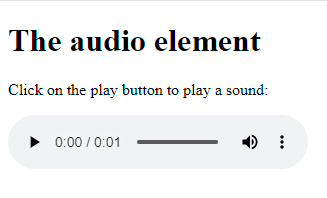 The audio element
Click on the play button to play a sound:
0:00 / 0:01